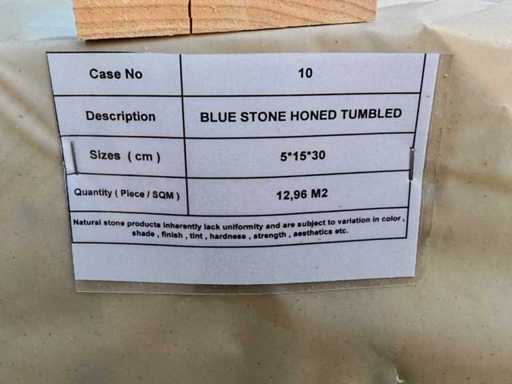 Case No 10
Description BLUE STONE HONED TUMBLED
Sizes ( cm ) 5*15*30
Quantity ( Piece / SQM ) 12,96 M2
Natural stone products inherently lack uniformity and are subject to variation in color ,
shade , finish , tint , hardness , strength , aesthetics etc.